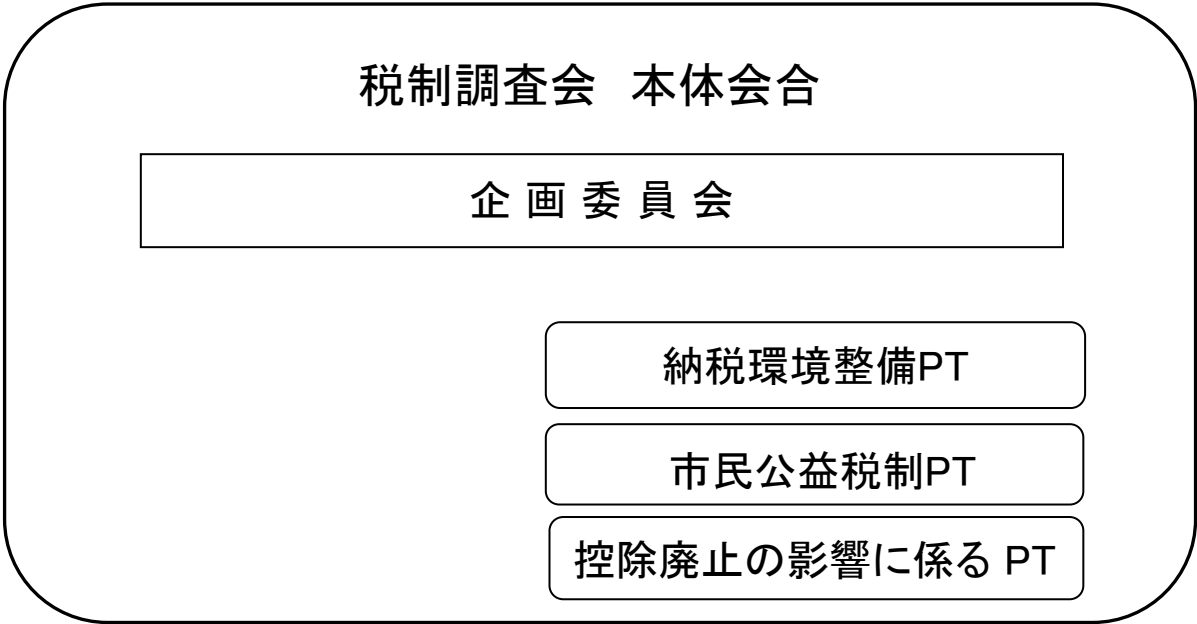 税制調査会　本体会合
企 画 委 員 会
納税環境整備PT
市民公益税制PT
控除廃止の影響に係る PT